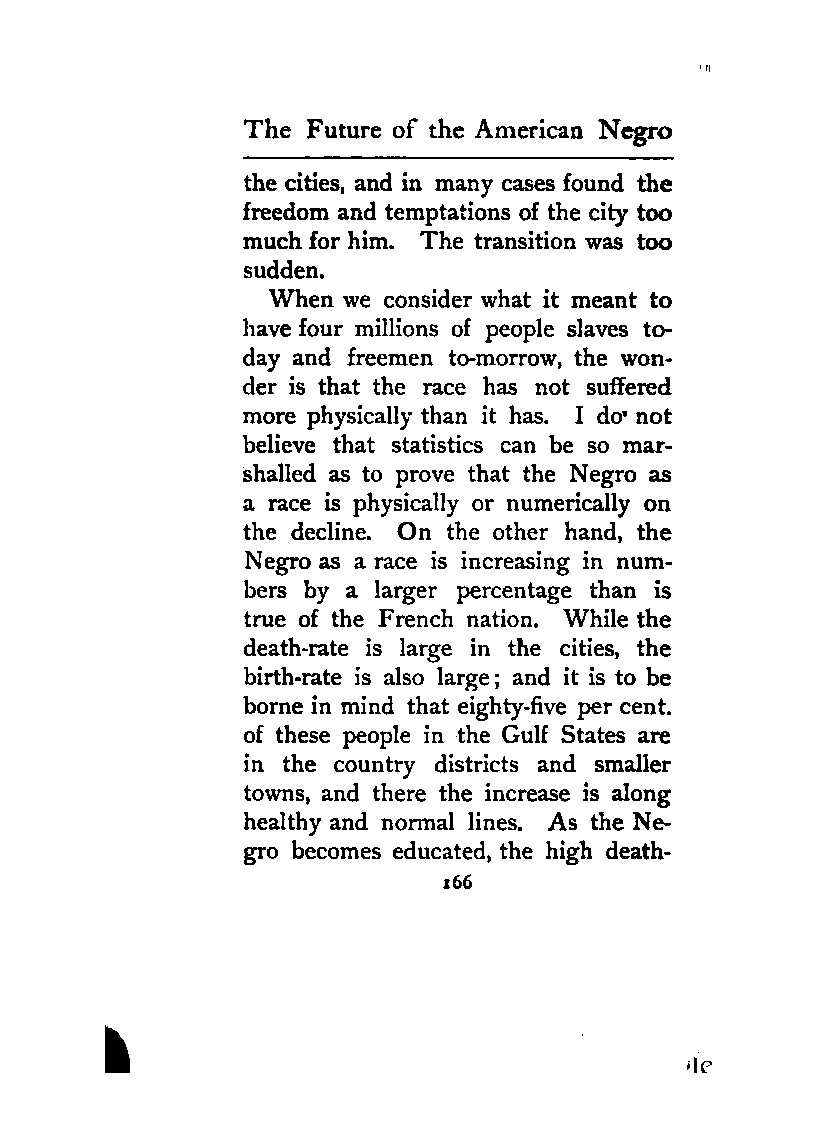 The Future of the American Negro
the cities, and in many cases found the
freedom and temptations of the city too
much for him. The transition was too
sudden.
When we consider what it meant to
have four millions of people slaves to-
day and freemen to-morrow, the won-
der is that the race has not suffered
more physically than it has. I do not
believe that statistics can be so mar-
shalled as to prove that the Negro as
a race is physically or numerically on
the decline. On the other hand, the
Negro as a race is increasing in num-
bers by a larger percentage than is
true of the French nation. While the
death-rate is large in the cities, the
birth-rate is also large; and it is to be
borne in mind that eighty-five per cent.
of these people in the Gulf States are
in the country districts and smaller
towns, and there the increase is along
healthy and normal lines. As the Ne-
gro becomes educated, the high death-
166